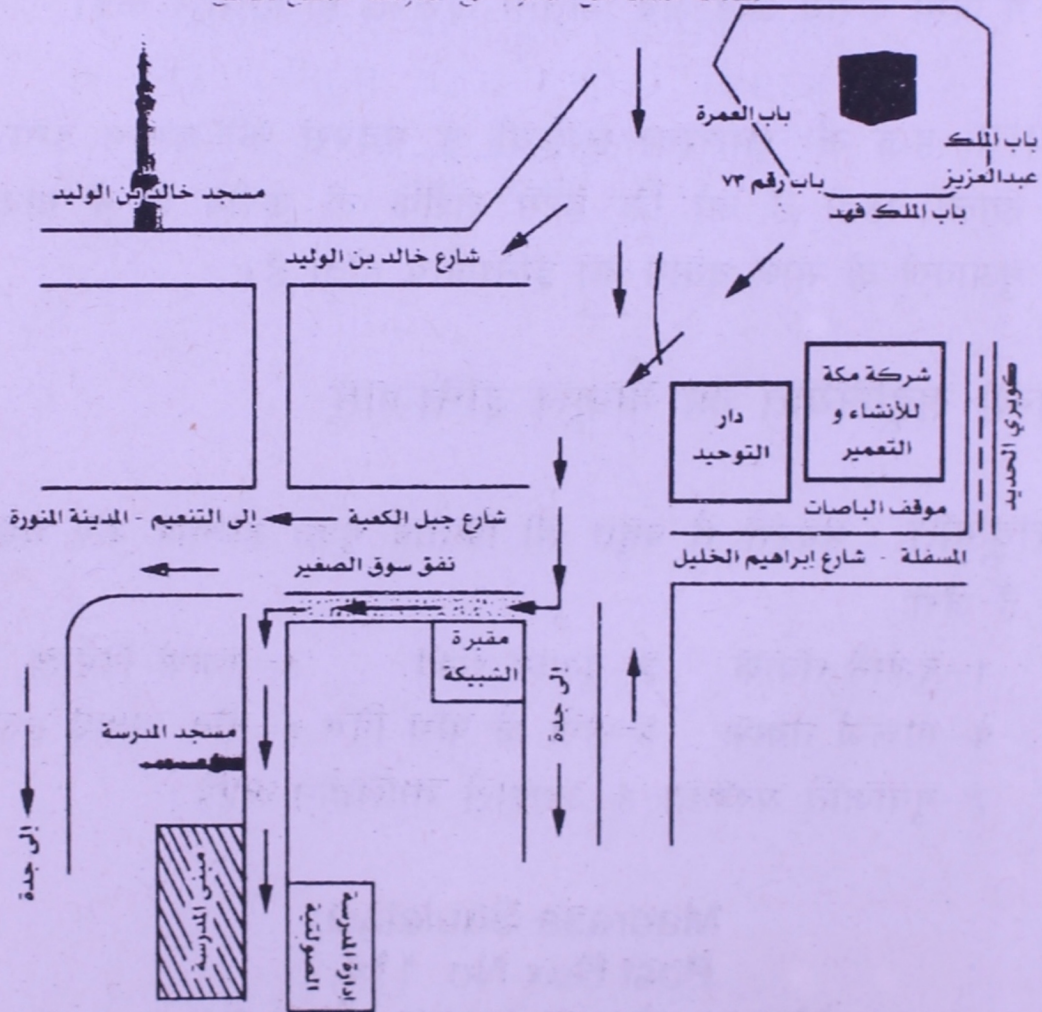 باب العمرة
باب الملك
عبدالعزيز
باب رقم ٧٣
باب الملك فهد
مسجد خالد بن الوليد
شارع خالد بن الوليد
شركة مكة
للأنشاء و
التعمير
دار
التوحيد
كوبري الحديد
موقف الباصات
شارع جبل الكعبة
إلى التنعيم - المدينة المنورة
المسفلة - شارع إبراهيم الخليل
نفق سوق الصغير
مقبرة
الشبيكة
إلى جدة
مسجد المدرسة
إلى جدة
مبنى المدرسة
ادارة المدرسة
الصولتية